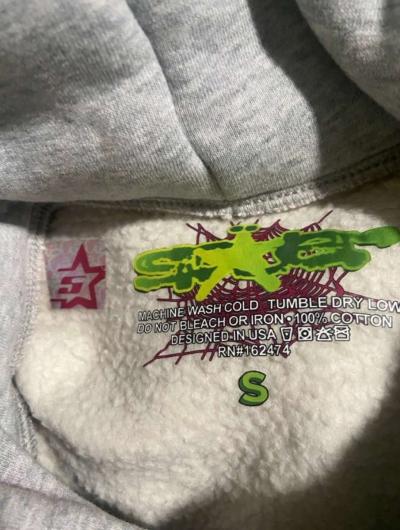 MACHINE WASH COLD TUMBLE DRY LOW
DO NOT BLEACH OR IRON • 100% COTTON
DESIGNED IN USA
RN#162474
S